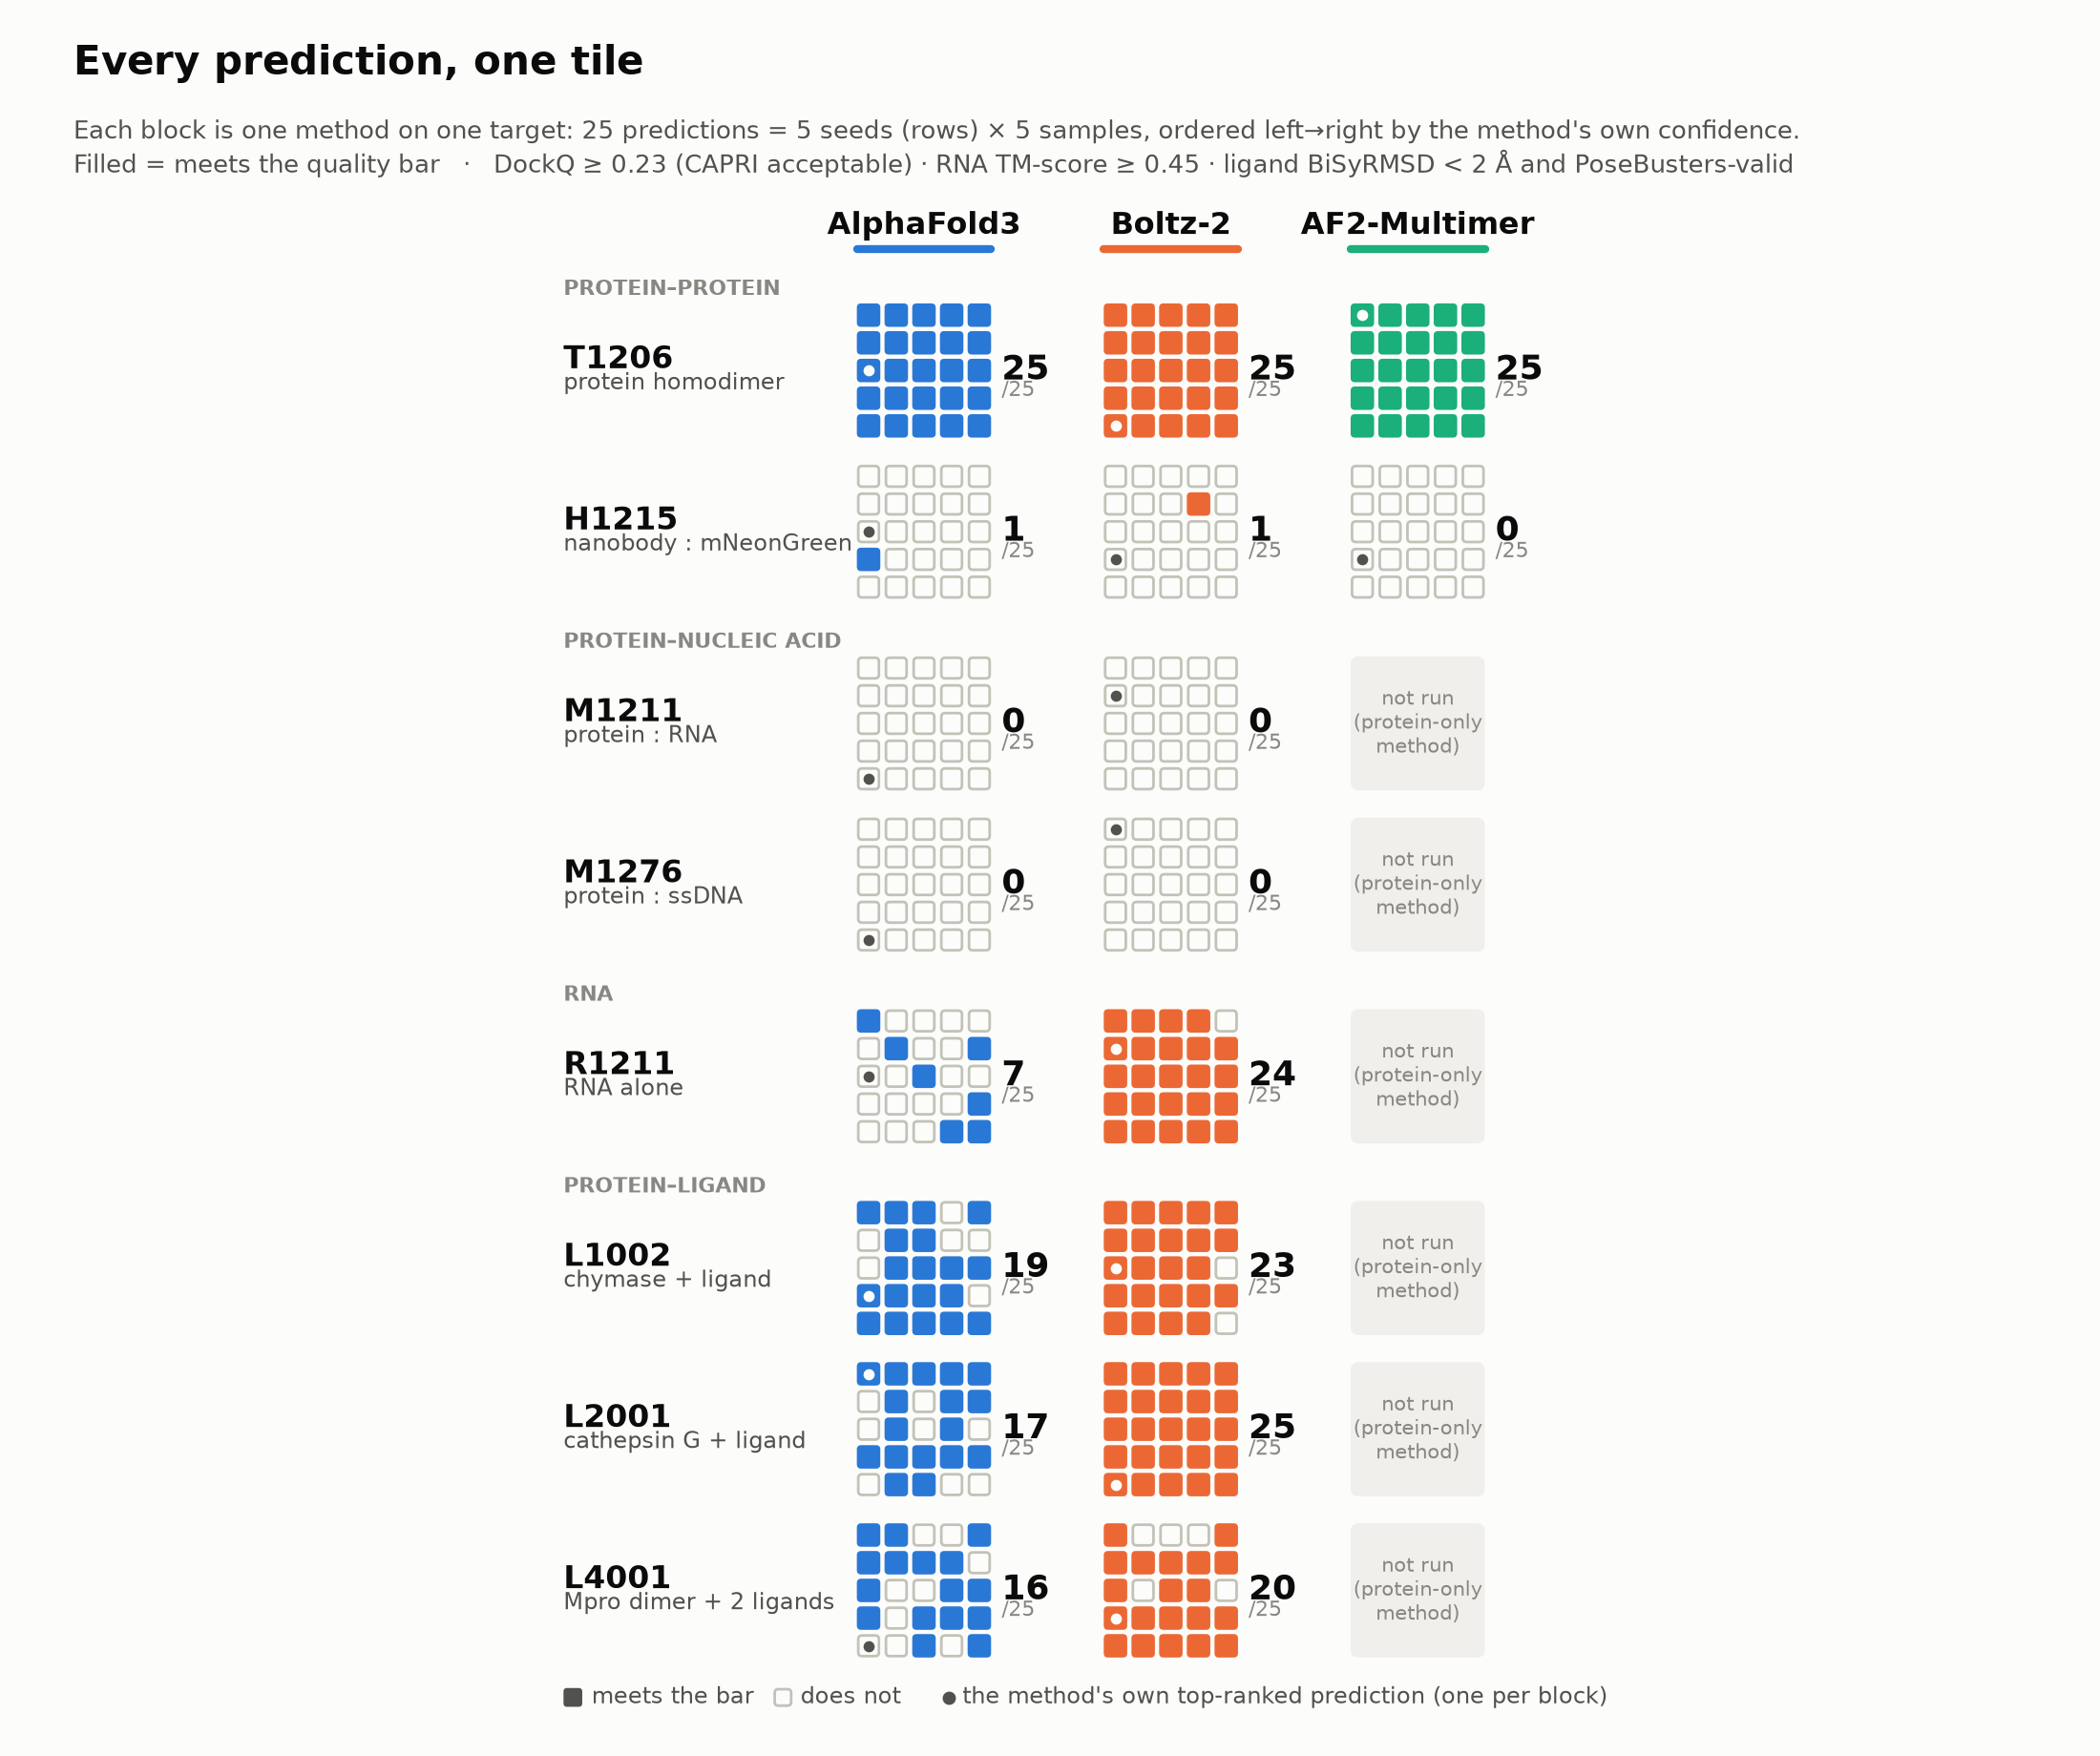 Every prediction, one tile
Each block is one method on one target: 25 predictions = 5 seeds (rows) × 5 samples, ordered left→right by the method's own confidence.
Filled = meets the quality bar · DockQ ≥ 0.23 (CAPRI acceptable) · RNA TM-score ≥ 0.45 · ligand BiSyRMSD < 2 Å and PoseBusters-valid
AlphaFold3 Boltz-2 AF2-Multimer
PROTEIN–PROTEIN
T1206
protein homodimer
25
/25
25
/25
25
/25
H1215
nanobody : mNeonGreen
1
/25
1
/25
0
/25
PROTEIN–NUCLEIC ACID
M1211
protein : RNA
0
/25
0
/25
not run
(protein-only
method)
M1276
protein : ssDNA
0
/25
0
/25
not run
(protein-only
method)
RNA
R1211
RNA alone
7
/25
24
/25
not run
(protein-only
method)
PROTEIN–LIGAND
L1002
chymase + ligand
19
/25
23
/25
not run
(protein-only
method)
L2001
cathepsin G + ligand
17
/25
25
/25
not run
(protein-only
method)
L4001
Mpro dimer + 2 ligands
16
/25
20
/25
not run
(protein-only
method)
meets the bar does not the method's own top-ranked prediction (one per block)